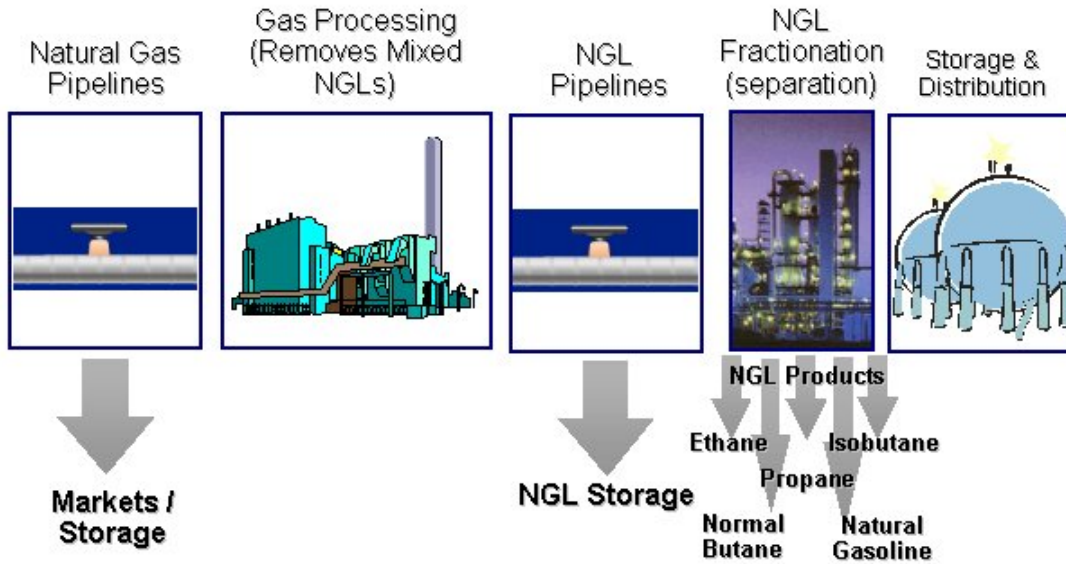 Natural Gas
Pipelines
Gas Processing
(Removes Mixed
NGLs)
NGL
Pipelines
NGL
Fractionation
(separation)
Storage &
Distribution
Markets /
Storage
NGL Storage
NGL Products
Ethane
Isobutane
Propane
Normal
Butane
Natural
Gasoline